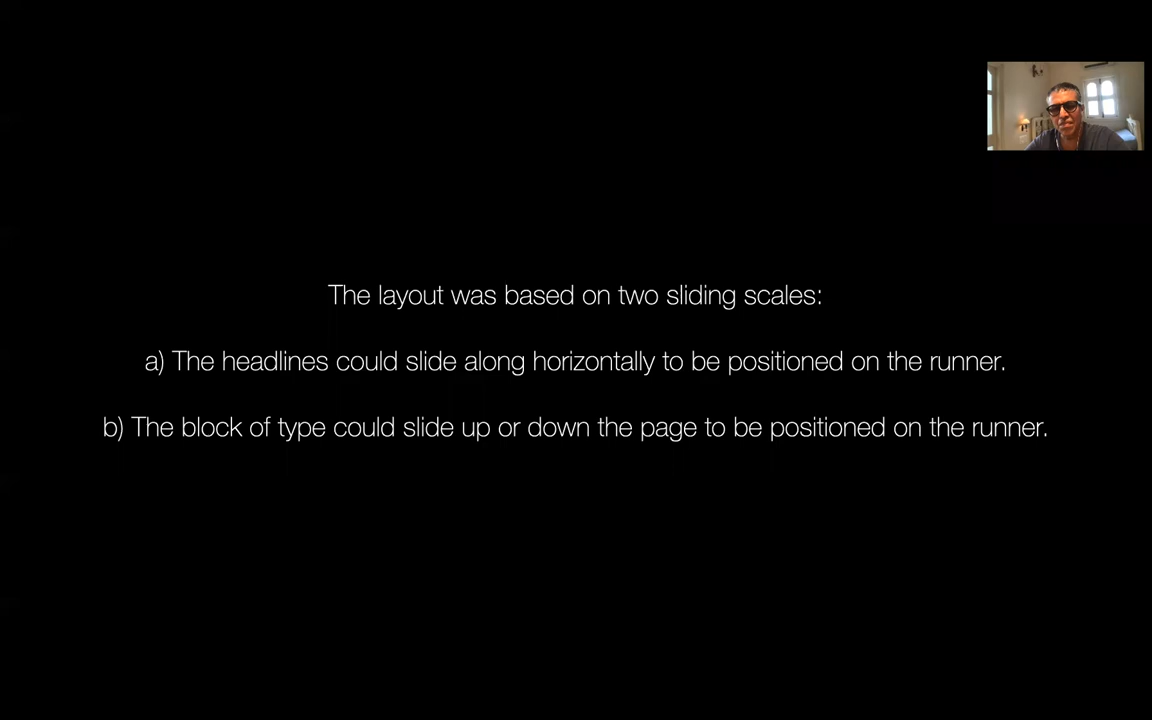 The layout was based on two sliding scales:
a) The headlines could slide along horizontally to be positioned on the runner.
b) The block of type could slide up or down the page to be positioned on the runner.